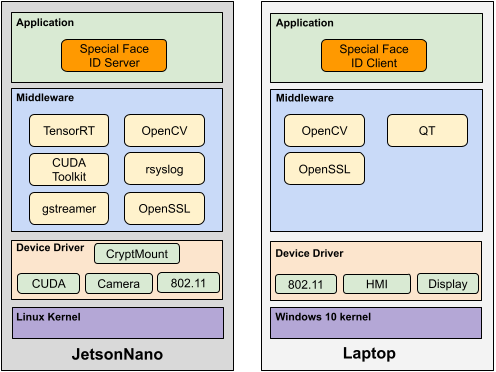 Application
Special Face
ID Server
Middleware
TensorRT
OpenCV
CUDA
Toolkit
rsyslog
gstreamer
OpenSSL
Device Driver
CryptMount
CUDA
Camera
802.11
Linux Kernel
JetsonNano
Application
Special Face
ID Client
Middleware
OpenCV
QT
OpenSSL
Device Driver
802.11
HMI
Display
Windows 10 kernel
Laptop